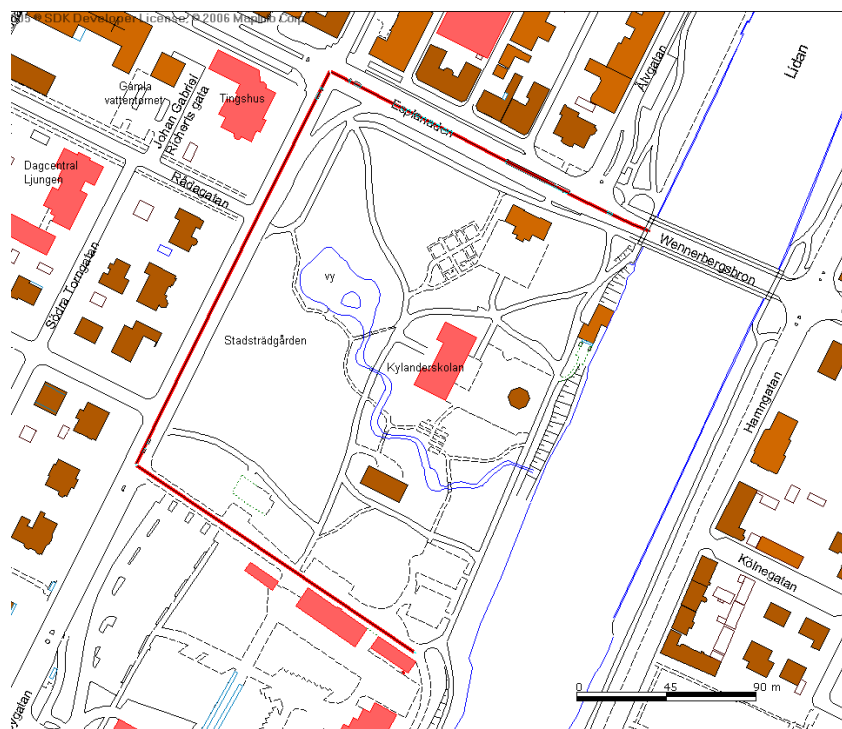 05 © SDK Developer License, © 2006 MapInfo Corp.
Lidan
Älvgatan
Gamla
vattentornet
Johan Gabriel
Richerts gata
Tingshus
Esplanaden
Dagcentral
Ljungen
Rådagatan
Wennerbergsbron
Södra Torngatan
vy
Stadsträdgården
Kylanderskolan
Hamngatan
Kölnegatan
0 45 90 m